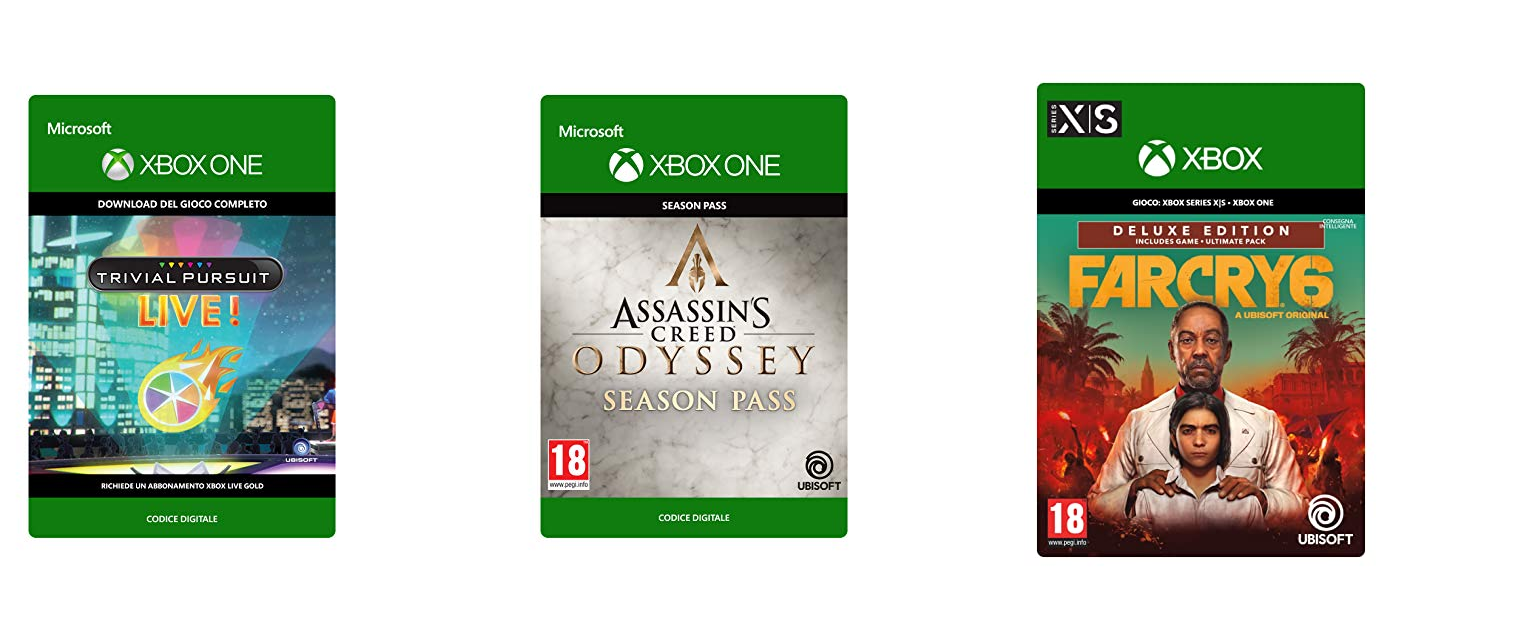 Microsoft
XBOX ONE
DOWNLOAD DEL GIOCO COMPLETO
TRIVIAL PURSUIT
LIVE!
UBISOFT
RICHIEDE UN ABBONAMENTO XBOX LIVE GOLD
CODICE DIGITALE
Microsoft
XBOX ONE
SEASON PASS
ASSASSIN'S
CREED
ODYSSEY
SEASON PASS
18
www.pegi.info
UBISOFT
CODICE DIGITALE
SERIES X|S
XBOX
GIOCO: XBOX SERIES X|S • XBOX ONE
CONSEGNA
INTELLIGENTE
DELUXE EDITION
INCLUDES GAME • ULTIMATE PACK
FARCRY6
A UBISOFT ORIGINAL
18
www.pegi.info
UBISOFT